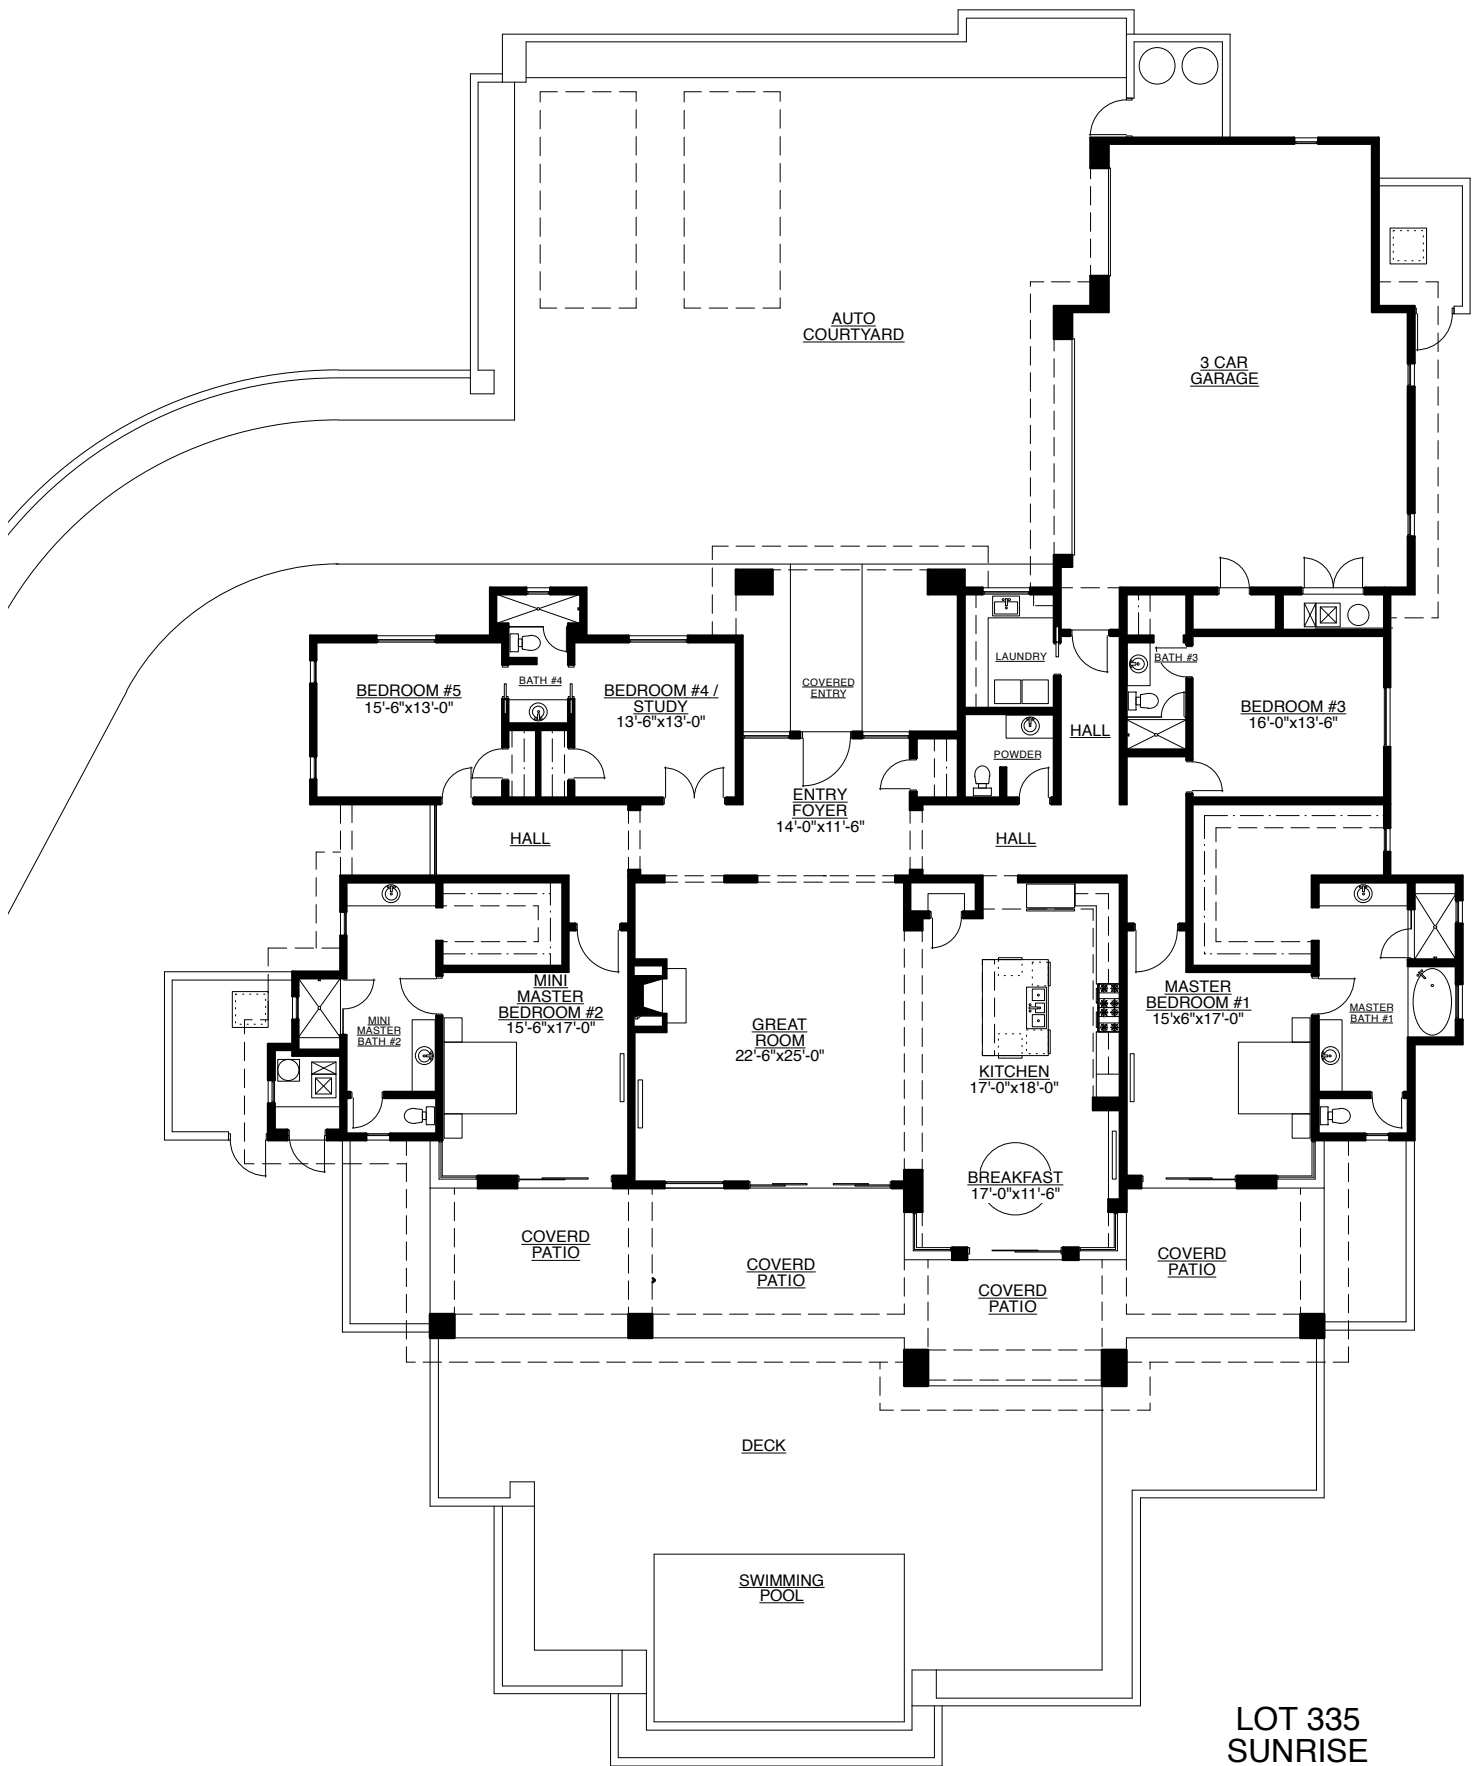 AUTO
COURTYARD
3 CAR
GARAGE
LAUNDRY
BATH #3
BEDROOM #5
15'-6"x13'-0"
BATH #4
BEDROOM #4 /
STUDY
13'-6"x13'-0"
COVERED
ENTRY
BEDROOM #3
16'-0"x13'-6"
HALL
POWDER
ENTRY
FOYER
14'-0"x11'-6"
HALL
HALL
MINI
MASTER
BEDROOM #2
15'-6"x17'-0"
MASTER
BEDROOM #1
15'x6"x17'-0"
MINI
MASTER
BATH #2
MASTER
BATH #1
GREAT
ROOM
22'-6"x25'-0"
KITCHEN
17'-0"x18'-0"
BREAKFAST
17'-0"x11'-6"
COVERD
PATIO
COVERD
PATIO
COVERD
PATIO
COVERD
PATIO
DECK
SWIMMING
POOL
LOT 335
SUNRISE